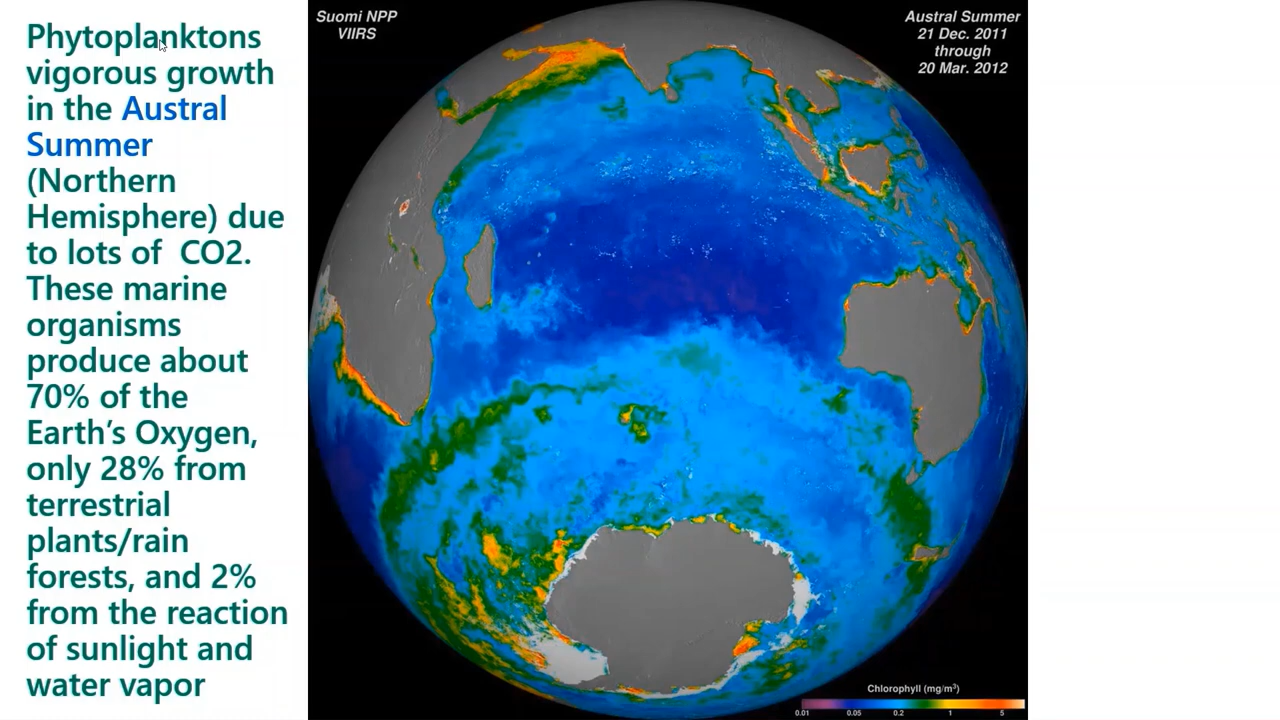 Phytoplanktons
vigorous growth
in the Austral
Summer
(Northern
Hemisphere) due
to lots of  CO2.
These marine
organisms
produce about
70% of the
Earth’s Oxygen,
only 28% from
terrestrial
plants/rain
forests, and 2%
from the reaction
of sunlight and
water vapor
Suomi NPP
VIIRS
Austral Summer
21 Dec. 2011
through
20 Mar. 2012
Chlorophyll (mg/m³)
0.01 0.05 0.2 1 5